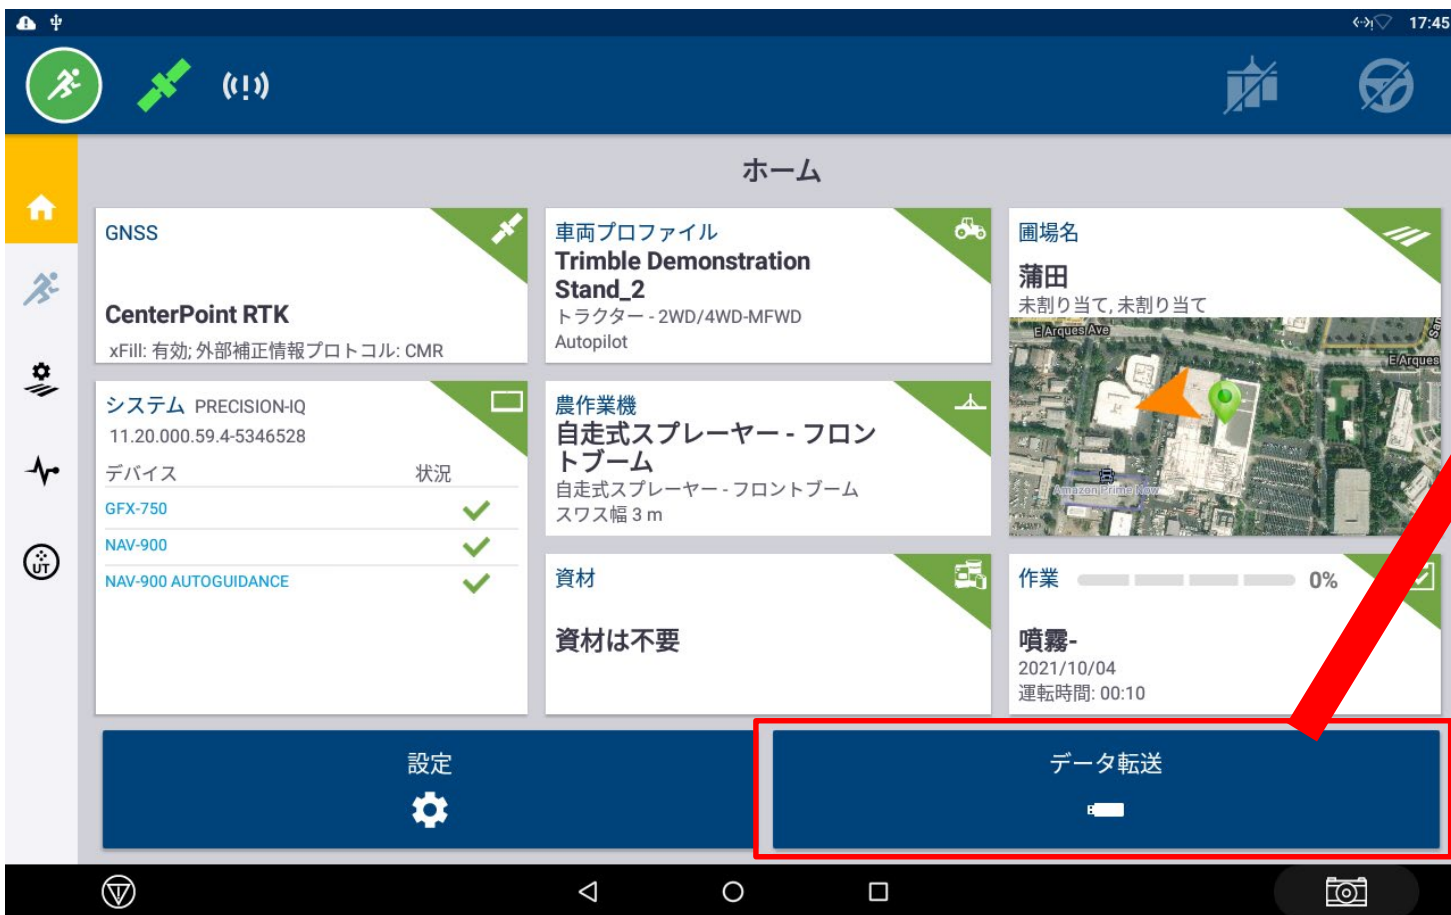 17:45
ホーム
GNSS
CenterPoint RTK
xFill: 有効; 外部補正情報プロトコル: CMR
車両プロファイル
Trimble Demonstration
Stand_2
トラクター - 2WD/4WD-MFWD
Autopilot
圃場名
蒲田
未割り当て, 未割り当て
E Arques Ave
E Arques
Amazon Prime Now
システム PRECISION-IQ
11.20.000.59.4-5346528
デバイス 状況
GFX-750
NAV-900
NAV-900 AUTOGUIDANCE
農作業機
自走式スプレーヤー - フロン
トブーム
自走式スプレーヤー - フロントブーム
スワス幅 3 m
資材
資材は不要
作業 0%
噴霧-
2021/10/04
運転時間: 00:10
UT
設定
データ転送